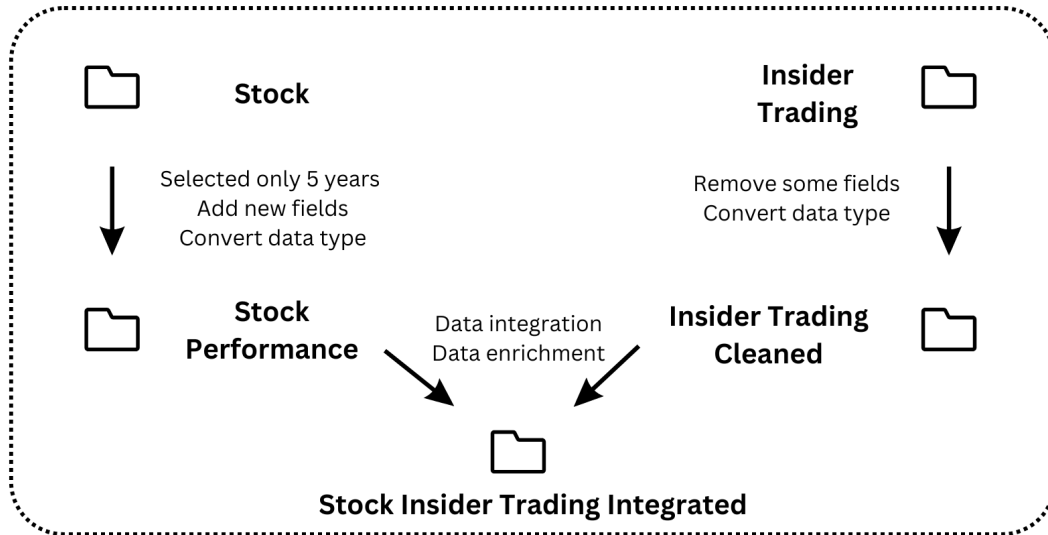 Stock
Insider
Trading
Selected only 5 years
Add new fields
Convert data type
Remove some fields
Convert data type
Stock
Performance
Data integration
Data enrichment
Insider Trading
Cleaned
Stock Insider Trading Integrated